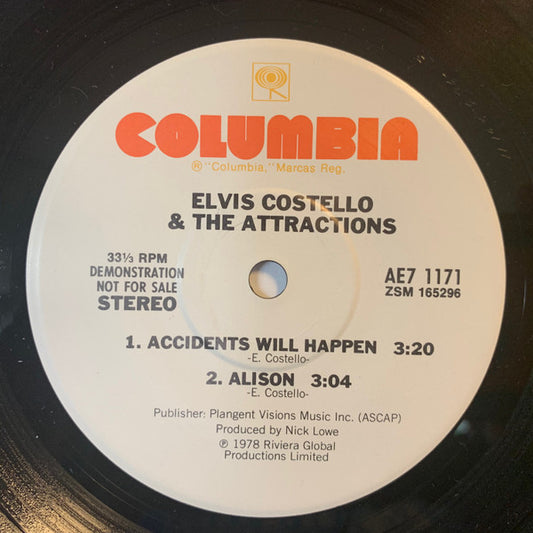 COLUMBIA
® "Columbia," Marcas Reg.
ELVIS COSTELLO
& THE ATTRACTIONS
33⅓ RPM
DEMONSTRATION
NOT FOR SALE
STEREO
AE7 1171
ZSM 165296
1. ACCIDENTS WILL HAPPEN 3:20
-E. Costello-
2. ALISON 3:04
-E. Costello-
Publisher: Plangent Visions Music Inc. (ASCAP)
Produced by Nick Lowe
℗ 1978 Riviera Global
Productions Limited